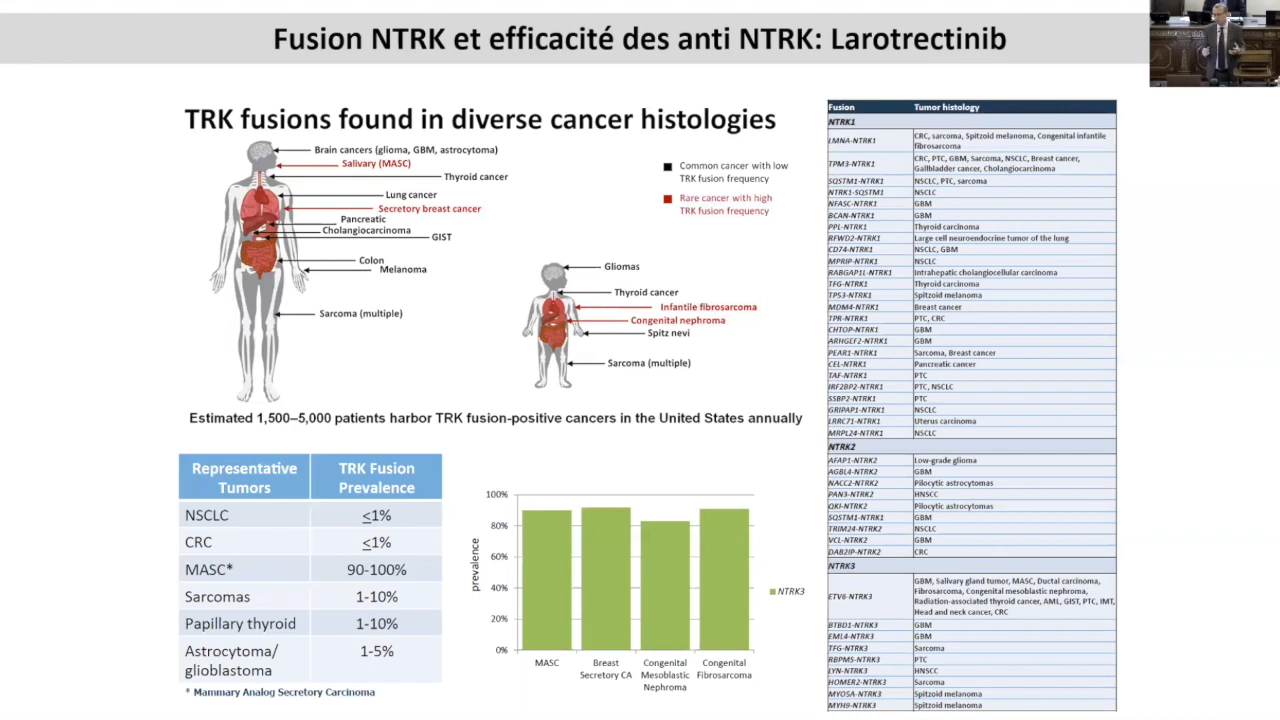 Fusion NTRK et efficacité des anti NTRK: Larotrectinib
TRK fusions found in diverse cancer histologies
Brain cancers (glioma, GBM, astrocytoma)
Salivary (MASC)
Thyroid cancer
Lung cancer
Secretory breast cancer
Pancreatic
Cholangiocarcinoma
GIST
Colon
Melanoma
Sarcoma (multiple)
Common cancer with low
TRK fusion frequency
Rare cancer with high
TRK fusion frequency
Gliomas
Thyroid cancer
Infantile fibrosarcoma
Congenital nephroma
Spitz nevi
Sarcoma (multiple)
Estimated 1,500–5,000 patients harbor TRK fusion-positive cancers in the United States annually
Representative Tumors TRK Fusion Prevalence
NSCLC ≤1%
CRC ≤1%
MASC* 90-100%
Sarcomas 1-10%
Papillary thyroid 1-10%
Astrocytoma/ glioblastoma 1-5%
* Mammary Analog Secretory Carcinoma
prevalence
100%
80%
60%
40%
20%
0%
MASC
Breast Secretory CA
Congenital Mesoblastic Nephroma
Congenital Fibrosarcoma
NTRK3
Fusion Tumor histology
NTRK1
LMNA-NTRK1 CRC, sarcoma, Spitzoid melanoma, Congenital infantile fibrosarcoma
TPM3-NTRK1 CRC, PTC, GBM, Sarcoma, NSCLC, Breast cancer, Gallbladder cancer, Cholangiocarcinoma
SQSTM1-NTRK1 NSCLC, PTC, sarcoma
NTRK1-SQSTM1 NSCLC
NFASC-NTRK1 GBM
BCAN-NTRK1 GBM
PPL-NTRK1 Thyroid carcinoma
RFWD2-NTRK1 Large cell neuroendocrine tumor of the lung
CD74-NTRK1 NSCLC, GBM
MPRIP-NTRK1 NSCLC
RABGAP1L-NTRK1 Intrahepatic cholangiocellular carcinoma
TFG-NTRK1 Thyroid carcinoma
TP53-NTRK1 Spitzoid melanoma
MDM4-NTRK1 Breast cancer
TPR-NTRK1 PTC, CRC
CHTOP-NTRK1 GBM
ARHGEF2-NTRK1 GBM
PEAR1-NTRK1 Sarcoma, Breast cancer
CEL-NTRK1 Pancreatic cancer
TAF-NTRK1 PTC
IRF2BP2-NTRK1 PTC, NSCLC
SSBP2-NTRK1 PTC
GRIPAP1-NTRK1 NSCLC
LRRC71-NTRK1 Uterus carcinoma
MRPL24-NTRK1 NSCLC
NTRK2
AFAP1-NTRK2 Low-grade glioma
AGBL4-NTRK2 GBM
NACC2-NTRK2 Pilocytic astrocytomas
PAN3-NTRK2 HNSCC
QKI-NTRK2 Pilocytic astrocytomas
SQSTM1-NTRK1 GBM
TRIM24-NTRK2 NSCLC
VCL-NTRK2 GBM
DAB2IP-NTRK2 CRC
NTRK3
ETV6-NTRK3 GBM, Salivary gland tumor, MASC, Ductal carcinoma, Fibrosarcoma, Congenital mesoblastic nephroma, Radiation-associated thyroid cancer, AML, GIST, PTC, IMT, Head and neck cancer, CRC
BTBD1-NTRK3 GBM
EML4-NTRK3 GBM
TFG-NTRK3 Sarcoma
RBPMS-NTRK3 PTC
LYN-NTRK3 HNSCC
HOMER2-NTRK3 Sarcoma
MYO5A-NTRK3 Spitzoid melanoma
MYH9-NTRK3 Spitzoid melanoma